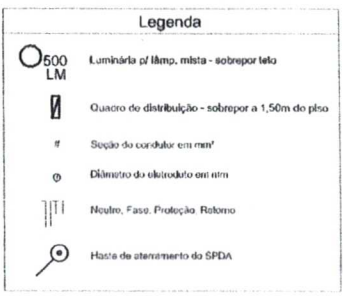 Legenda
500 LM Luminária p/ lâmp. mista - sobrepor teto
Quadro de distribuição - sobrepor a 1,50m do piso
# Seção do condutor em mm²
Ø Diâmetro do eletroduto em mm
Neutro, Fase, Proteção, Retorno
Haste de aterramento do SPDA